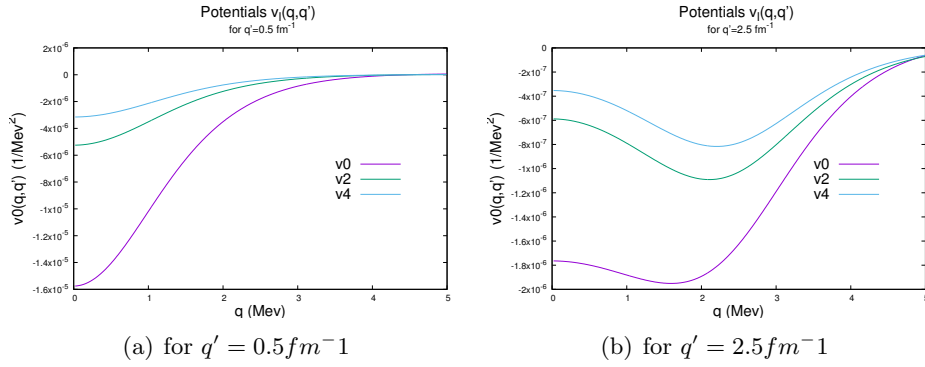 Potentials v_l(q,q')
for q'=0.5 fm⁻¹
2x10⁻⁶
0
-2x10⁻⁶
-4x10⁻⁶
-6x10⁻⁶
-8x10⁻⁶
-1x10⁻⁵
-1.2x10⁻⁵
-1.4x10⁻⁵
-1.6x10⁻⁵
v0(q,q') (1/Mev²)
v0
v2
v4
0 1 2 3 4 5
q (Mev)
(a) for q′ = 0.5fm⁻1
Potentials v_l(q,q')
for q'=2.5 fm⁻¹
0
-2x10⁻⁷
-4x10⁻⁷
-6x10⁻⁷
-8x10⁻⁷
-1x10⁻⁶
-1.2x10⁻⁶
-1.4x10⁻⁶
-1.6x10⁻⁶
-1.8x10⁻⁶
-2x10⁻⁶
v0(q,q') (1/Mev²)
v0
v2
v4
0 1 2 3 4 5
q (Mev)
(b) for q′ = 2.5fm⁻1